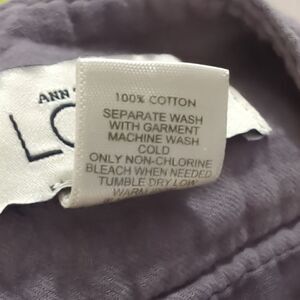 ANN
LO
100% COTTON
SEPARATE WASH
WITH GARMENT
MACHINE WASH
COLD
ONLY NON-CHLORINE
BLEACH WHEN NEEDED
TUMBLE DRY LOW
WARM